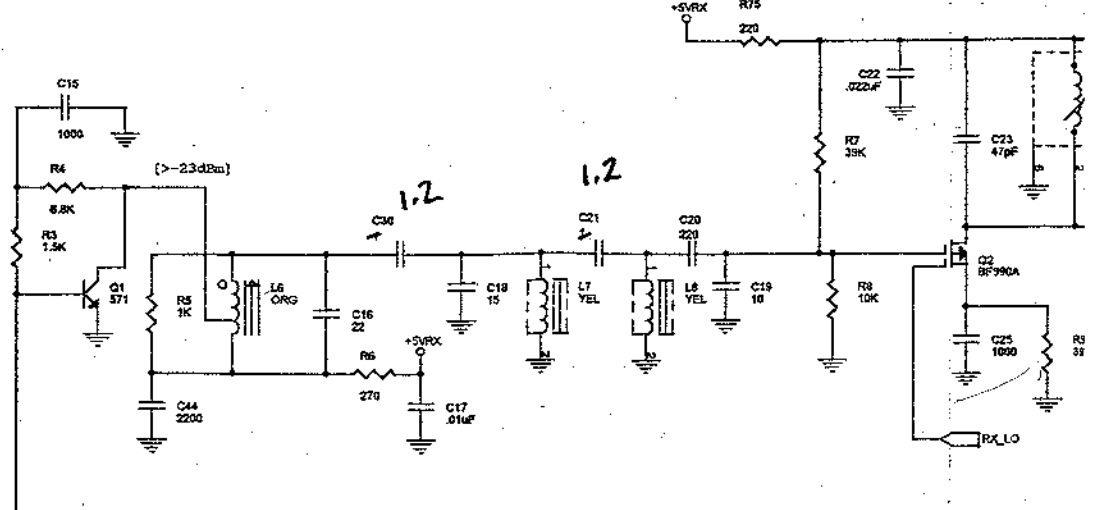 +5VRX
R75
220
C15
1000
C22
.022uF
R7
39K
C23
47pF
R4
[>-23dBm]
6.8K
1.2
1.2
R3
1.5K
C36
C21
C20
220
Q1
571
L6
ORG
C18
15
L7
YEL
L8
YEL
C19
10
Q2
BF990A
R5
1K
C16
22
R8
10K
+5VRX
R6
270
C25
1000
C44
2200
C17
.01uF
RX_LO